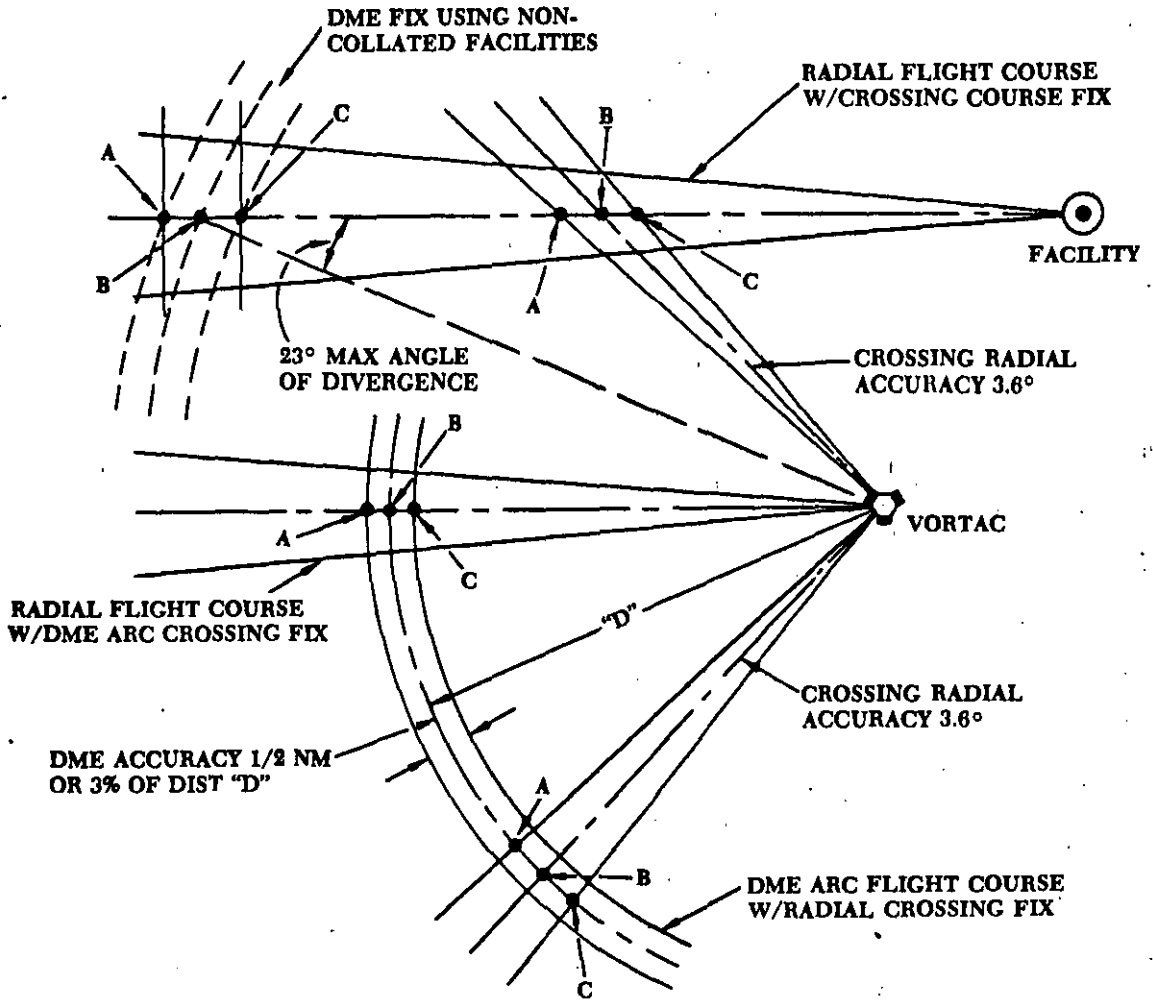 DME FIX USING NON-
COLLATED FACILITIES
RADIAL FLIGHT COURSE
W/CROSSING COURSE FIX
A
C
B
B
A
C
FACILITY
23° MAX ANGLE
OF DIVERGENCE
CROSSING RADIAL
ACCURACY 3.6°
B
A
C
VORTAC
RADIAL FLIGHT COURSE
W/DME ARC CROSSING FIX
"D"
CROSSING RADIAL
ACCURACY 3.6°
DME ACCURACY 1/2 NM
OR 3% OF DIST "D"
A
B
DME ARC FLIGHT COURSE
W/RADIAL CROSSING FIX
C